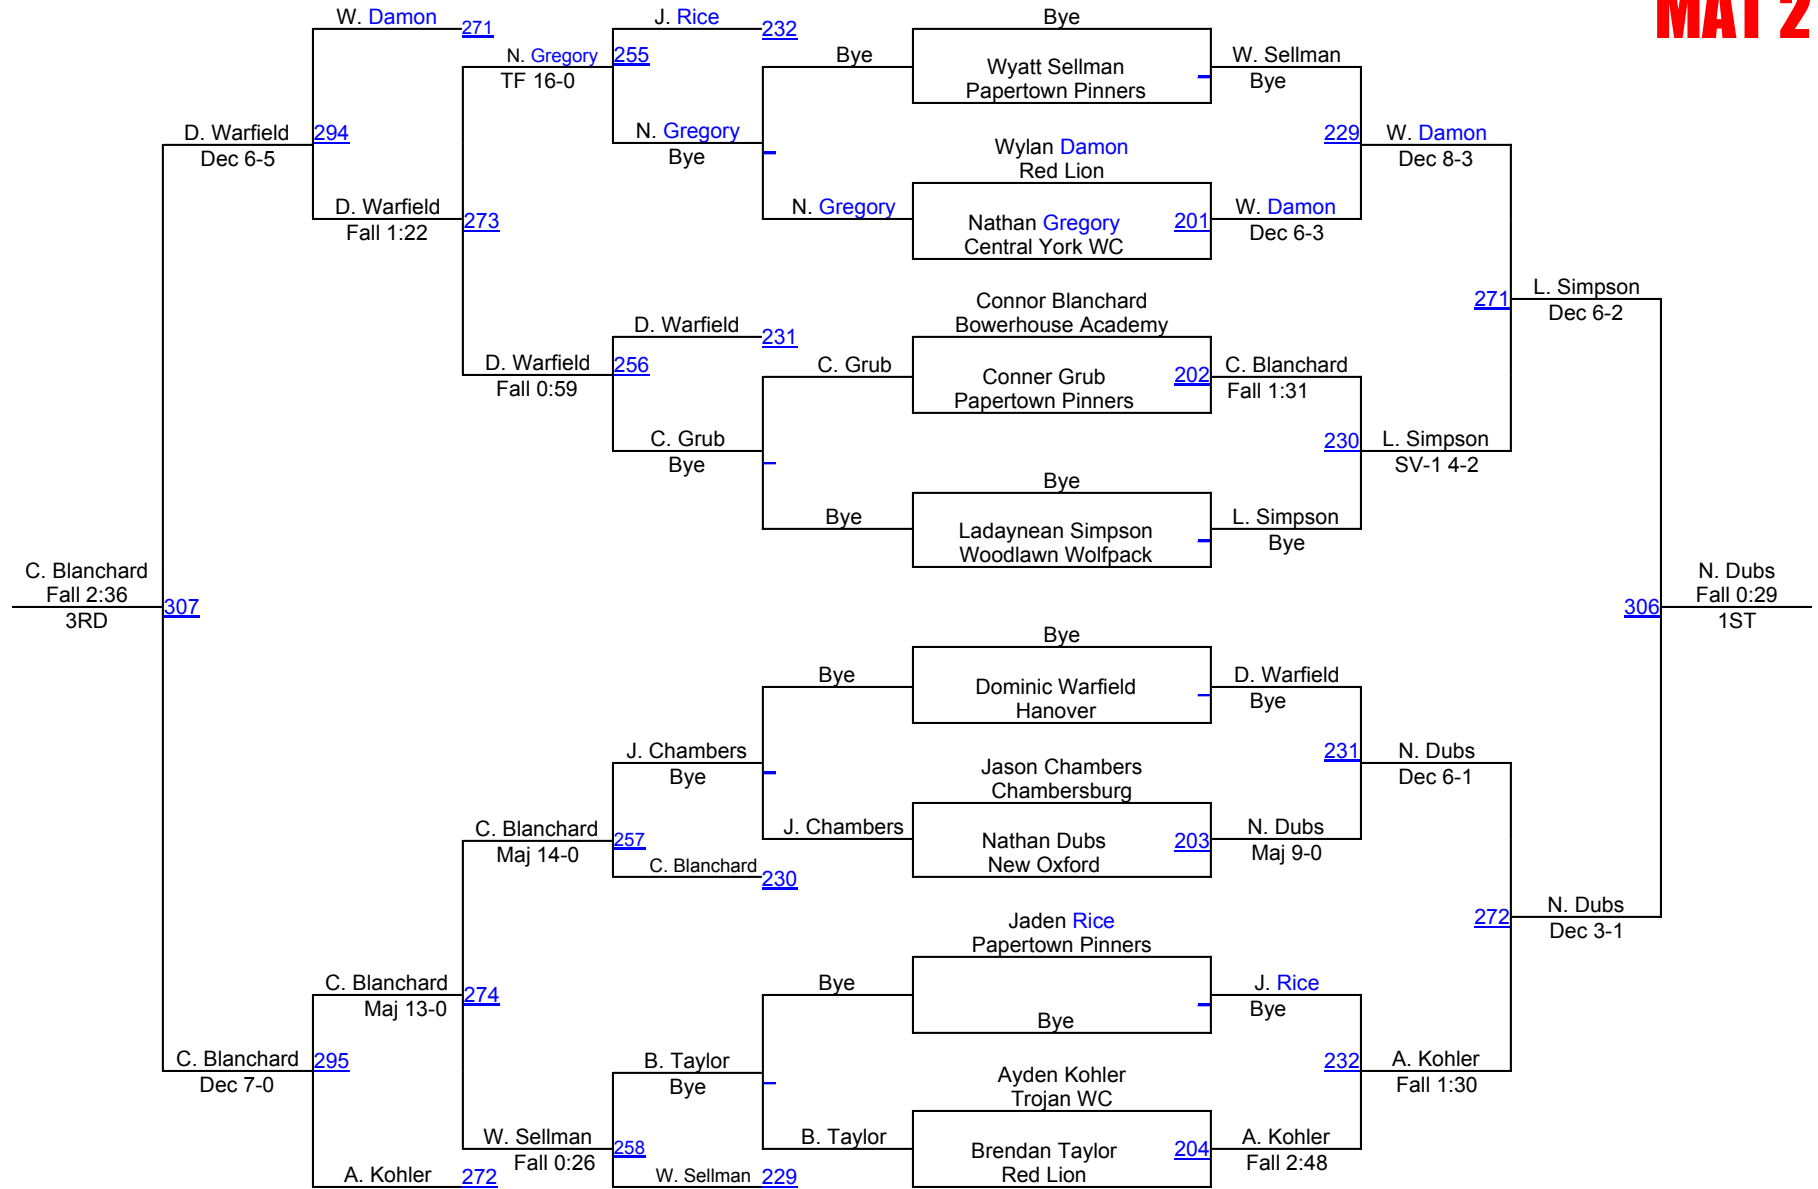 MAT 2
W. Damon
271
J. Rice
232
Bye
N. Gregory
255
TF 16-0
Bye
Wyatt Sellman
Papertown Pinners
W. Sellman
Bye
D. Warfield
294
Dec 6-5
N. Gregory
Bye
Wylan Damon
Red Lion
229
W. Damon
Dec 8-3
D. Warfield
273
Fall 1:22
N. Gregory
Nathan Gregory
201
Central York WC
W. Damon
Dec 6-3
Connor Blanchard
Bowerhouse Academy
271
L. Simpson
Dec 6-2
D. Warfield
231
D. Warfield
256
Fall 0:59
C. Grub
Conner Grub
202
Papertown Pinners
C. Blanchard
Fall 1:31
C. Grub
Bye
230
L. Simpson
SV-1 4-2
Bye
Bye
Ladaynean Simpson
Woodlawn Wolfpack
L. Simpson
Bye
C. Blanchard
Fall 2:36
307
3RD
306
N. Dubs
Fall 0:29
1ST
Bye
Bye
Dominic Warfield
Hanover
D. Warfield
Bye
J. Chambers
Bye
Jason Chambers
Chambersburg
231
N. Dubs
Dec 6-1
C. Blanchard
257
Maj 14-0
J. Chambers
Nathan Dubs
203
New Oxford
N. Dubs
Maj 9-0
C. Blanchard
230
Jaden Rice
Papertown Pinners
272
N. Dubs
Dec 3-1
C. Blanchard
274
Maj 13-0
Bye
Bye
J. Rice
Bye
C. Blanchard
295
Dec 7-0
B. Taylor
Bye
Ayden Kohler
Trojan WC
232
A. Kohler
Fall 1:30
W. Sellman
258
Fall 0:26
B. Taylor
Brendan Taylor
204
Red Lion
A. Kohler
Fall 2:48
A. Kohler
272
W. Sellman
229